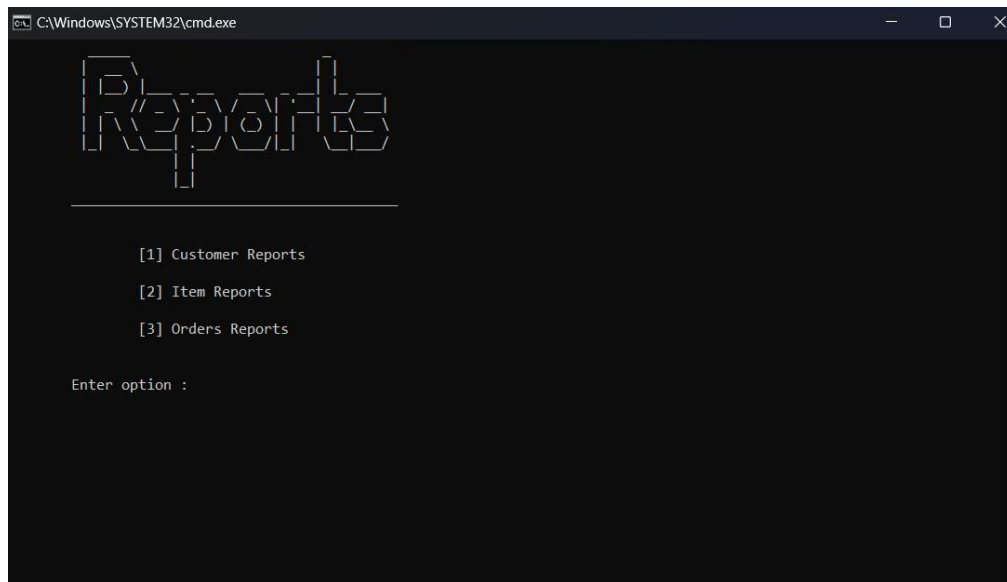 C:\Windows\SYSTEM32\cmd.exe
Reports
[1] Customer Reports
[2] Item Reports
[3] Orders Reports
Enter option :